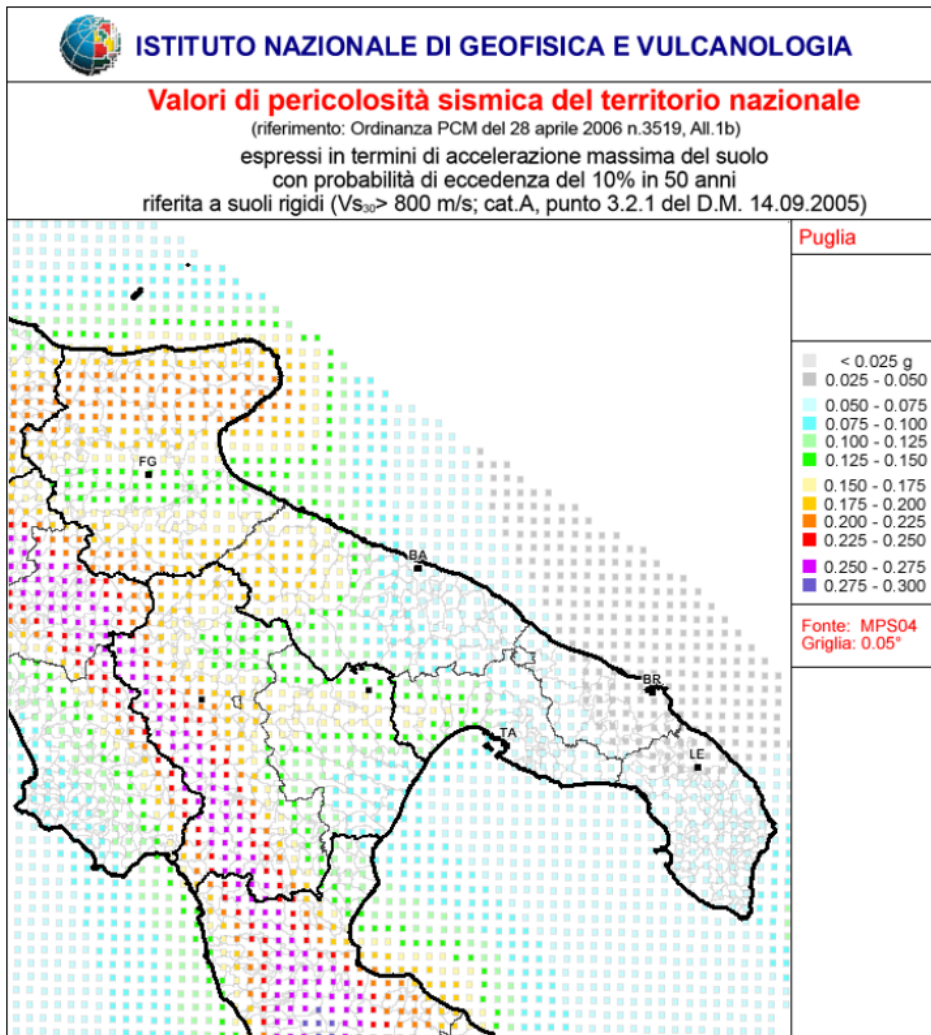 ISTITUTO NAZIONALE DI GEOFISICA E VULCANOLOGIA
Valori di pericolosità sismica del territorio nazionale
(riferimento: Ordinanza PCM del 28 aprile 2006 n.3519, All.1b)
espressi in termini di accelerazione massima del suolo
con probabilità di eccedenza del 10% in 50 anni
riferita a suoli rigidi (Vs₃₀> 800 m/s; cat.A, punto 3.2.1 del D.M. 14.09.2005)
Puglia
< 0.025 g
0.025 - 0.050
0.050 - 0.075
0.075 - 0.100
0.100 - 0.125
0.125 - 0.150
0.150 - 0.175
0.175 - 0.200
0.200 - 0.225
0.225 - 0.250
0.250 - 0.275
0.275 - 0.300
Fonte: MPS04
Griglia: 0.05°
FG
BA
BR
TA
LE